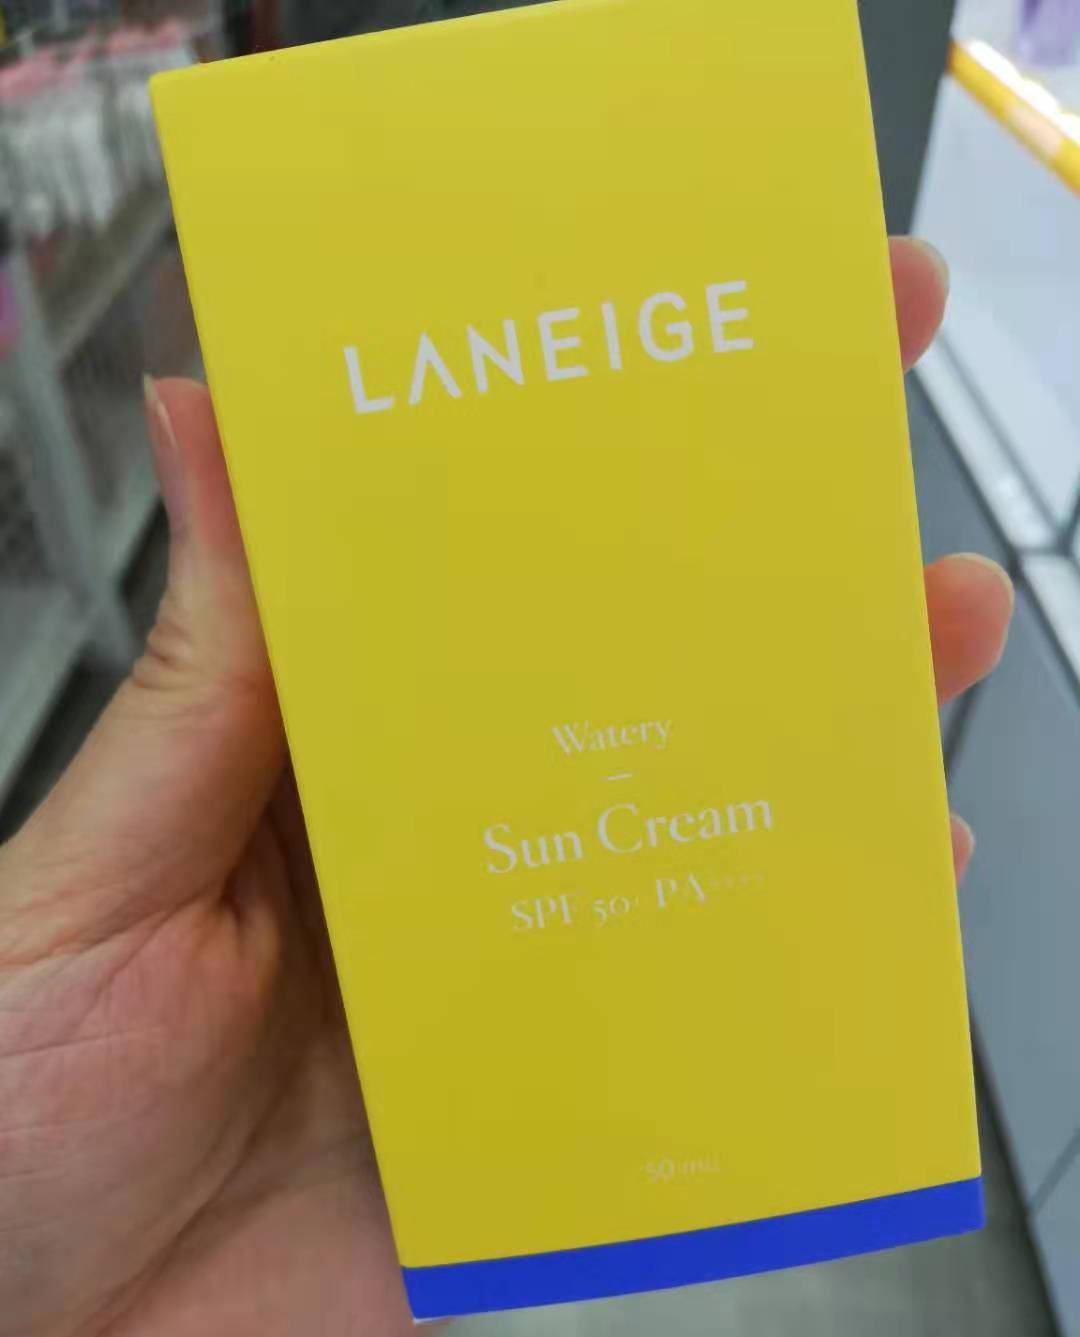 LANEIGE
Watery
Sun Cream
SPF 50+ PA++++
50 mL